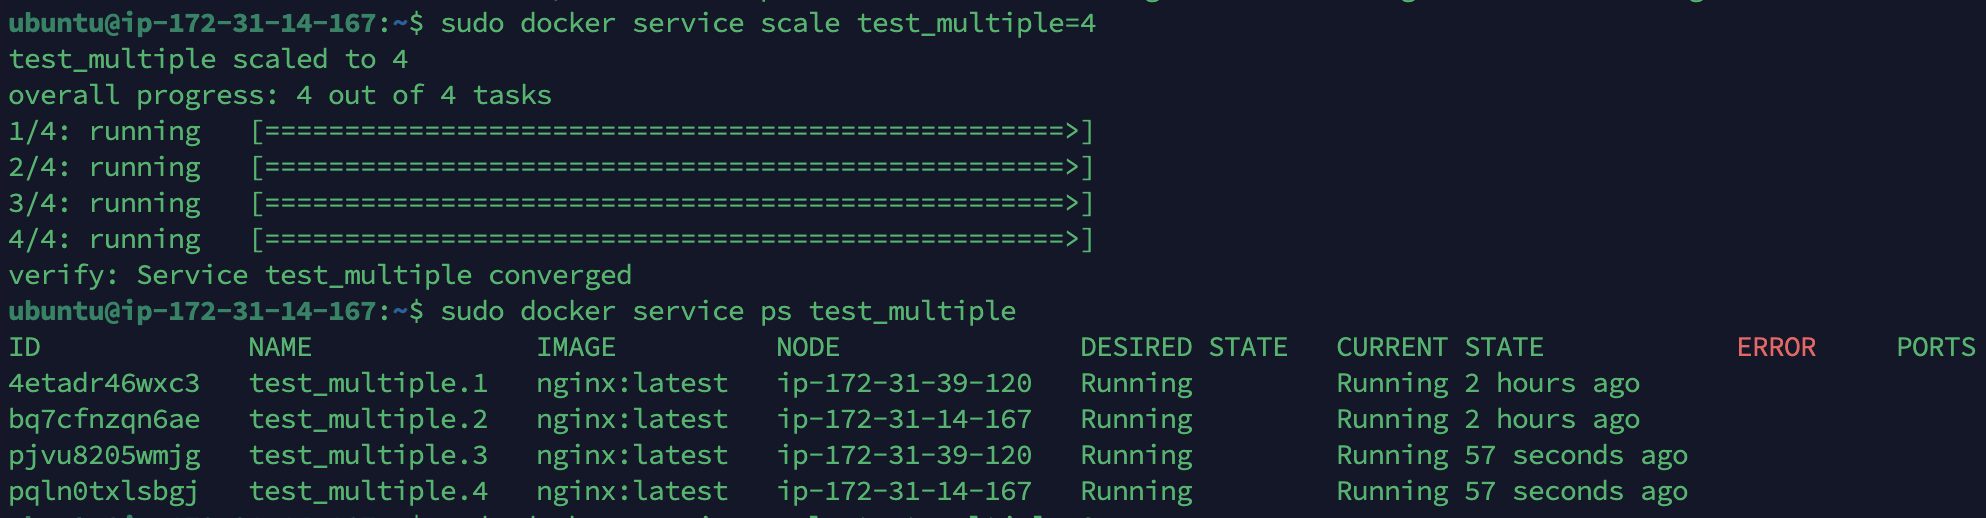 ubuntu@ip-172-31-14-167:~$ sudo docker service scale test_multiple=4
test_multiple scaled to 4
overall progress: 4 out of 4 tasks
1/4: running   [==================================================>]
2/4: running   [==================================================>]
3/4: running   [==================================================>]
4/4: running   [==================================================>]
verify: Service test_multiple converged
ubuntu@ip-172-31-14-167:~$ sudo docker service ps test_multiple
ID             NAME              IMAGE          NODE               DESIRED STATE   CURRENT STATE            ERROR     PORTS
4etadr46wxc3   test_multiple.1   nginx:latest   ip-172-31-39-120   Running         Running 2 hours ago
bq7cfnzqn6ae   test_multiple.2   nginx:latest   ip-172-31-14-167   Running         Running 2 hours ago
pjvu8205wmjg   test_multiple.3   nginx:latest   ip-172-31-39-120   Running         Running 57 seconds ago
pqln0txlsbgj   test_multiple.4   nginx:latest   ip-172-31-14-167   Running         Running 57 seconds ago